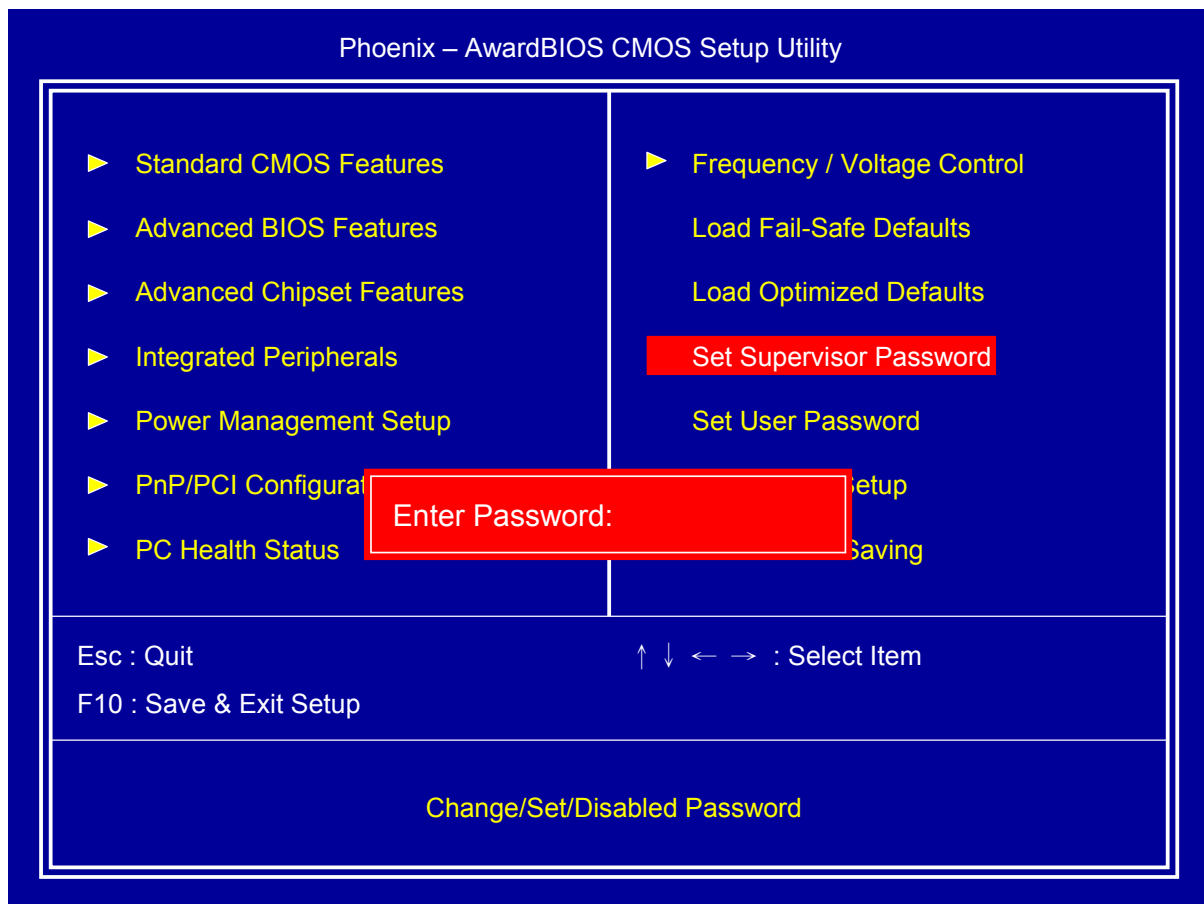 Phoenix – AwardBIOS CMOS Setup Utility
Standard CMOS Features
Advanced BIOS Features
Advanced Chipset Features
Integrated Peripherals
Power Management Setup
PnP/PCI
PC Health Status
Frequency / Voltage Control
Load Fail-Safe Defaults
Load Optimized Defaults
Set Supervisor Password
Set User Password
Saving
Enter Password:
Esc : Quit
↑ ↓ ← → : Select Item
F10 : Save & Exit Setup
Change/Set/Disabled Password